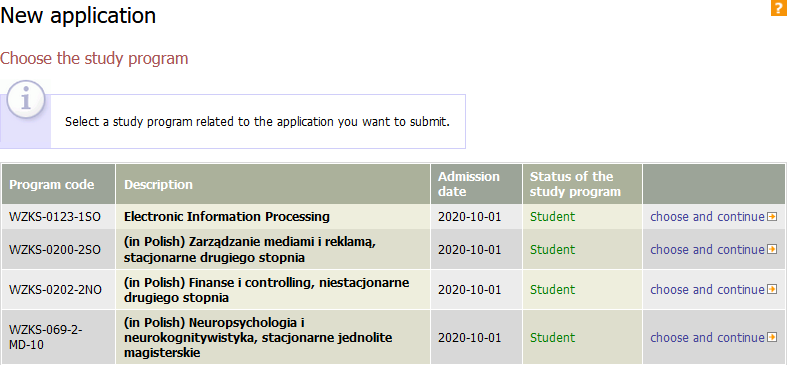 New application
?
Choose the study program
i
Select a study program related to the application you want to submit.
Program code Description Admission date Status of the study program
WZKS-0123-1SO Electronic Information Processing 2020-10-01 Student choose and continue
WZKS-0200-2SO (in Polish) Zarządzanie mediami i reklamą, stacjonarne drugiego stopnia 2020-10-01 Student choose and continue
WZKS-0202-2NO (in Polish) Finanse i controlling, niestacjonarne drugiego stopnia 2020-10-01 Student choose and continue
WZKS-069-2-MD-10 (in Polish) Neuropsychologia i neurokognitywistyka, stacjonarne jednolite magisterskie 2020-10-01 Student choose and continue